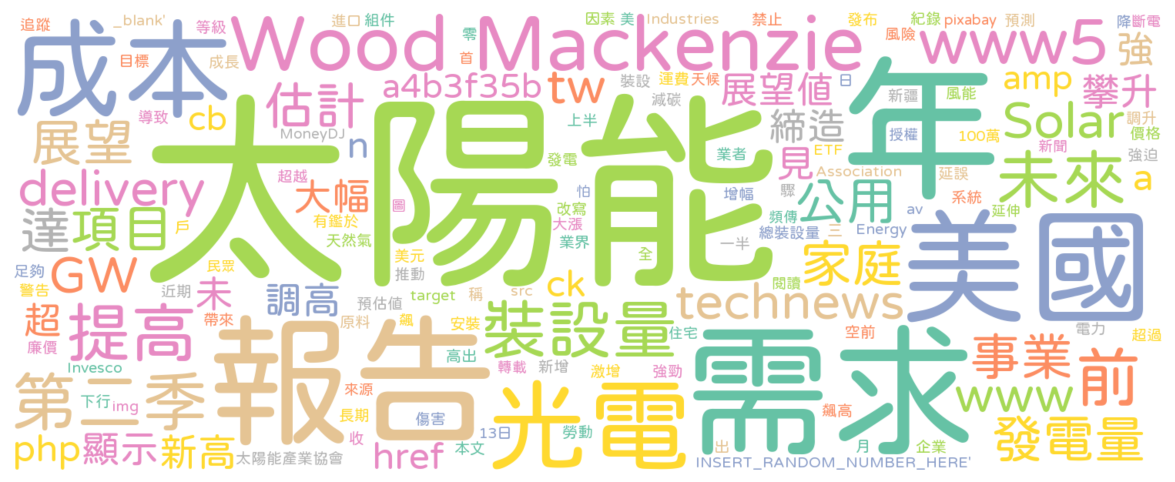 追蹤
_blank'
等級
進口
組件
因素
美
Industries
禁止
發布
紀錄
pixabay
預測
降
斷電
成本
目標
成長
Wood Mackenzie
零
首
www5
風險
強
導致
cb
估計
a4b3f35b
tw
裝設
運費
天候
展望值
日
新疆
風能
amp
攀升
展望
MoneyDJ
n
上半
減碳
締造
授權
100萬
Solar
調升
價格
新聞
強迫
太陽能
年
發電
業者
ETF
見
Association
延誤
未來
a
delivery
超越
大幅
圖
怕
改寫
大漲
增幅
驟
公用
系統
達
項目
戶
有鑑於
天然氣
業界
頻傳
總裝設量
三
av
Energy
延伸
美國
足夠
GW
民眾
美元
推動
全
一半
家庭
警告
近期
未
調高
預估值
target
稱
src
ck
閱讀
technews
超
帶來
提高
原料
飆
安裝
裝設量
住宅
空前
電力
超過
廉價
Invesco
報告
高出
需求
事業
前
第二季
來源
轉載
新增
激增
強勁
www
下行
img
長期
傷害
光電
飆高
發電量
php
顯示
新高
太陽能產業協會
收
href
本文
13日
勞動
出
月
企業
INSERT_RANDOM_NUMBER_HERE'